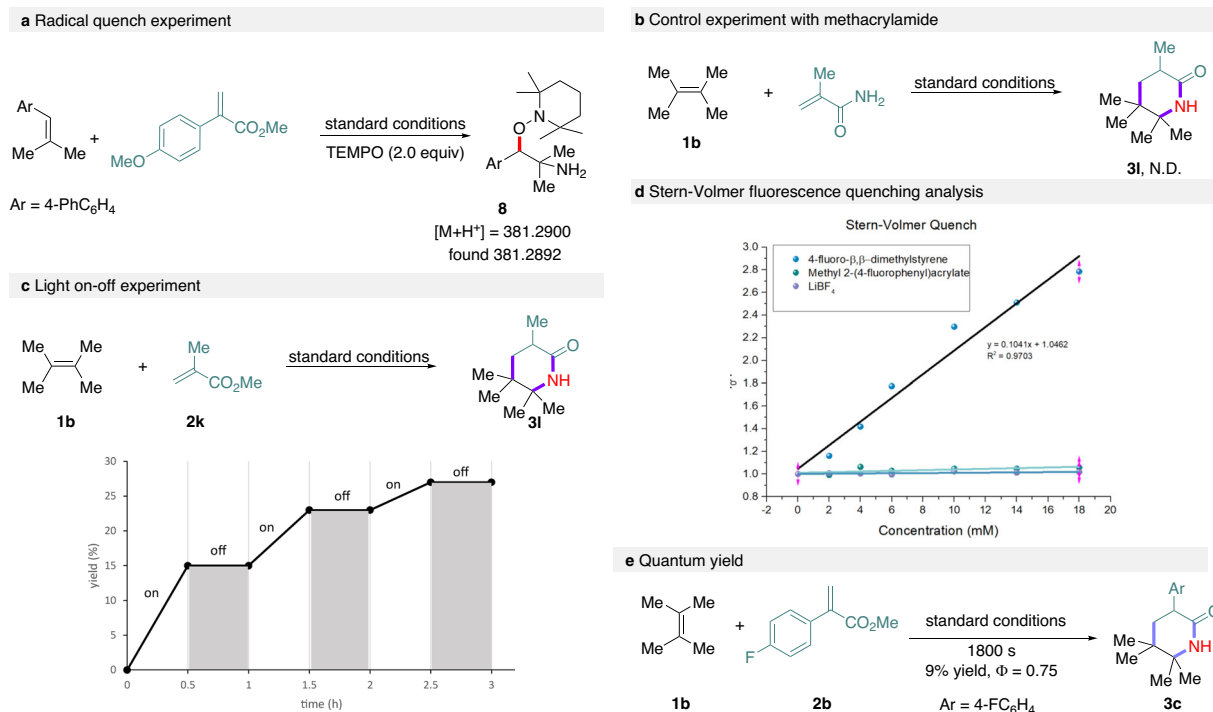 a Radical quench experiment
Ar
Me
Me
+
MeO
CO₂Me
standard conditions
TEMPO (2.0 equiv)
O
N
Ar
Me
NH₂
Me
Ar = 4-PhC₆H₄
8
[M+H⁺] = 381.2900
found 381.2892
b Control experiment with methacrylamide
Me
Me
Me
Me
1b
+
Me
NH₂
O
standard conditions
Me
O
NH
Me
Me
Me
Me
3l, N.D.
c Light on-off experiment
Me
Me
Me
Me
1b
+
Me
CO₂Me
2k
standard conditions
Me
O
NH
Me
Me
Me
Me
3l
yield (%)
30
25
20
15
10
5
0
on
off
on
off
on
off
0
0.5
1
1.5
2
2.5
3
time (h)
d Stern-Volmer fluorescence quenching analysis
Stern-Volmer Quench
4-fluoro-β,β-dimethylstyrene
Methyl 2-(4-fluorophenyl)acrylate
LiBF₄
3.0
2.8
2.6
2.4
2.2
2.0
1.8
1.6
1.4
1.2
1.0
0.8
y = 0.1041x + 1.0462
R² = 0.9703
-2
0
2
4
6
8
10
12
14
16
18
20
Concentration (mM)
e Quantum yield
Me
Me
Me
Me
1b
+
F
CO₂Me
2b
standard conditions
1800 s
9% yield, Φ = 0.75
Ar = 4-FC₆H₄
Ar
O
NH
Me
Me
Me
Me
3c